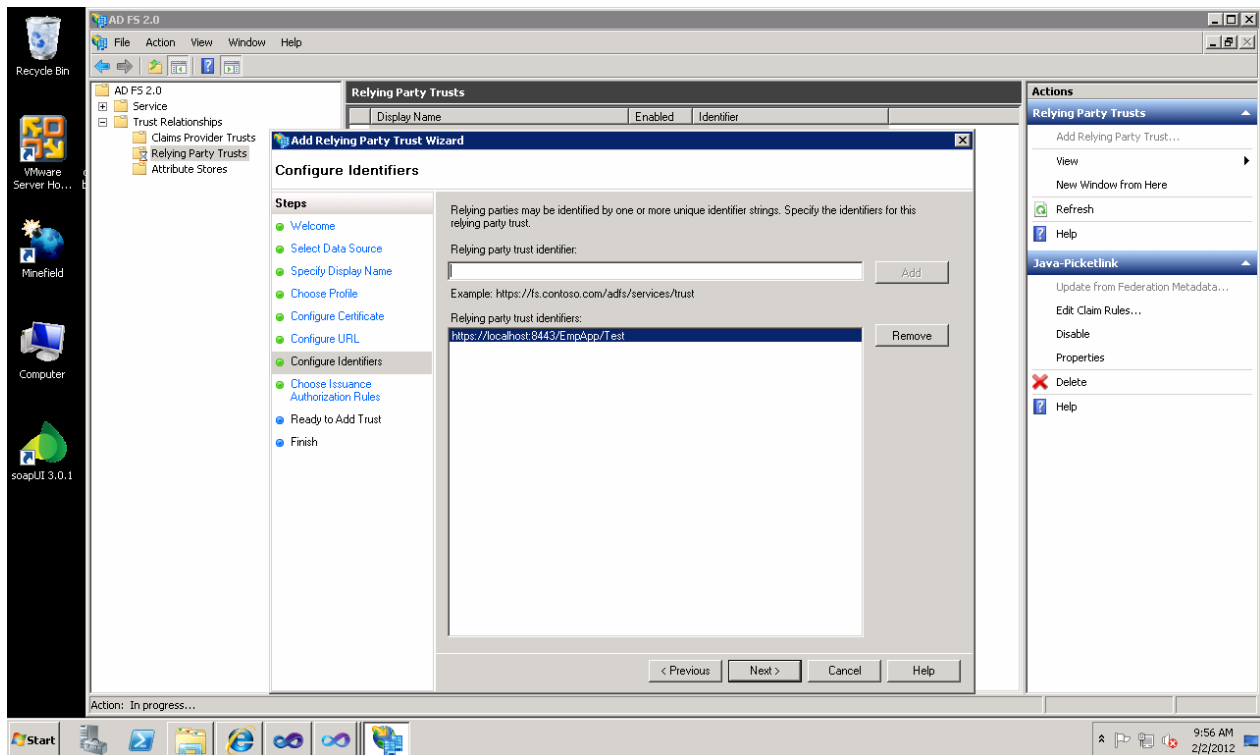 Recycle Bin
VMware
Server Ho...
Minefield
Computer
soapUI 3.0.1
AD FS 2.0
File Action View Window Help
AD FS 2.0
Service
Trust Relationships
Claims Provider Trusts
Relying Party Trusts
Attribute Stores
Relying Party Trusts
Display Name Enabled Identifier
Add Relying Party Trust Wizard
Configure Identifiers
Steps
Welcome
Select Data Source
Specify Display Name
Choose Profile
Configure Certificate
Configure URL
Configure Identifiers
Choose Issuance
Authorization Rules
Ready to Add Trust
Finish
Relying parties may be identified by one or more unique identifier strings. Specify the identifiers for this
relying party trust.
Relying party trust identifier:
Add
Example: https://fs.contoso.com/adfs/services/trust
Relying party trust identifiers:
https://localhost:8443/EmpApp/Test
Remove
< Previous Next > Cancel Help
Actions
Relying Party Trusts
Add Relying Party Trust...
View
New Window from Here
Refresh
Help
Java-Picketlink
Update from Federation Metadata...
Edit Claim Rules...
Disable
Properties
Delete
Help
Action: In progress...
Start
9:56 AM
2/2/2012